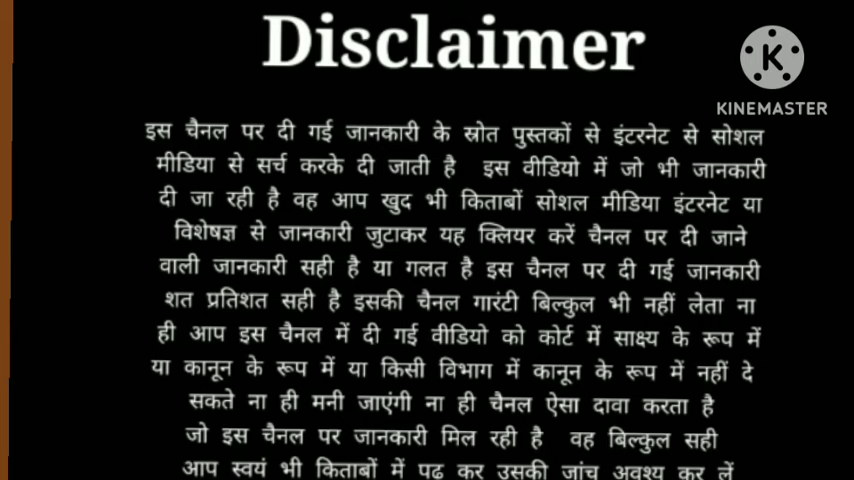 Disclaimer
KINEMASTER
इस चैनल पर दी गई जानकारी के स्रोत पुस्तकों से इंटरनेट से सोशल
मीडिया से सर्च करके दी जाती है इस वीडियो में जो भी जानकारी
दी जा रही है वह आप खुद भी किताबों सोशल मीडिया इंटरनेट या
विशेषज्ञ से जानकारी जुटाकर यह क्लियर करें चैनल पर दी जाने
वाली जानकारी सही है या गलत है इस चैनल पर दी गई जानकारी
शत प्रतिशत सही है इसकी चैनल गारंटी बिल्कुल भी नहीं लेता ना
ही आप इस चैनल में दी गई वीडियो को कोर्ट में साक्ष्य के रूप में
या कानून के रूप में या किसी विभाग में कानून के रूप में नहीं दे
सकते ना ही मनी जाएंगी ना ही चैनल ऐसा दावा करता है
जो इस चैनल पर जानकारी मिल रही है वह बिल्कुल सही
आप स्वयं भी किताबों में पढ़ कर उसकी जांच अवश्य कर लें